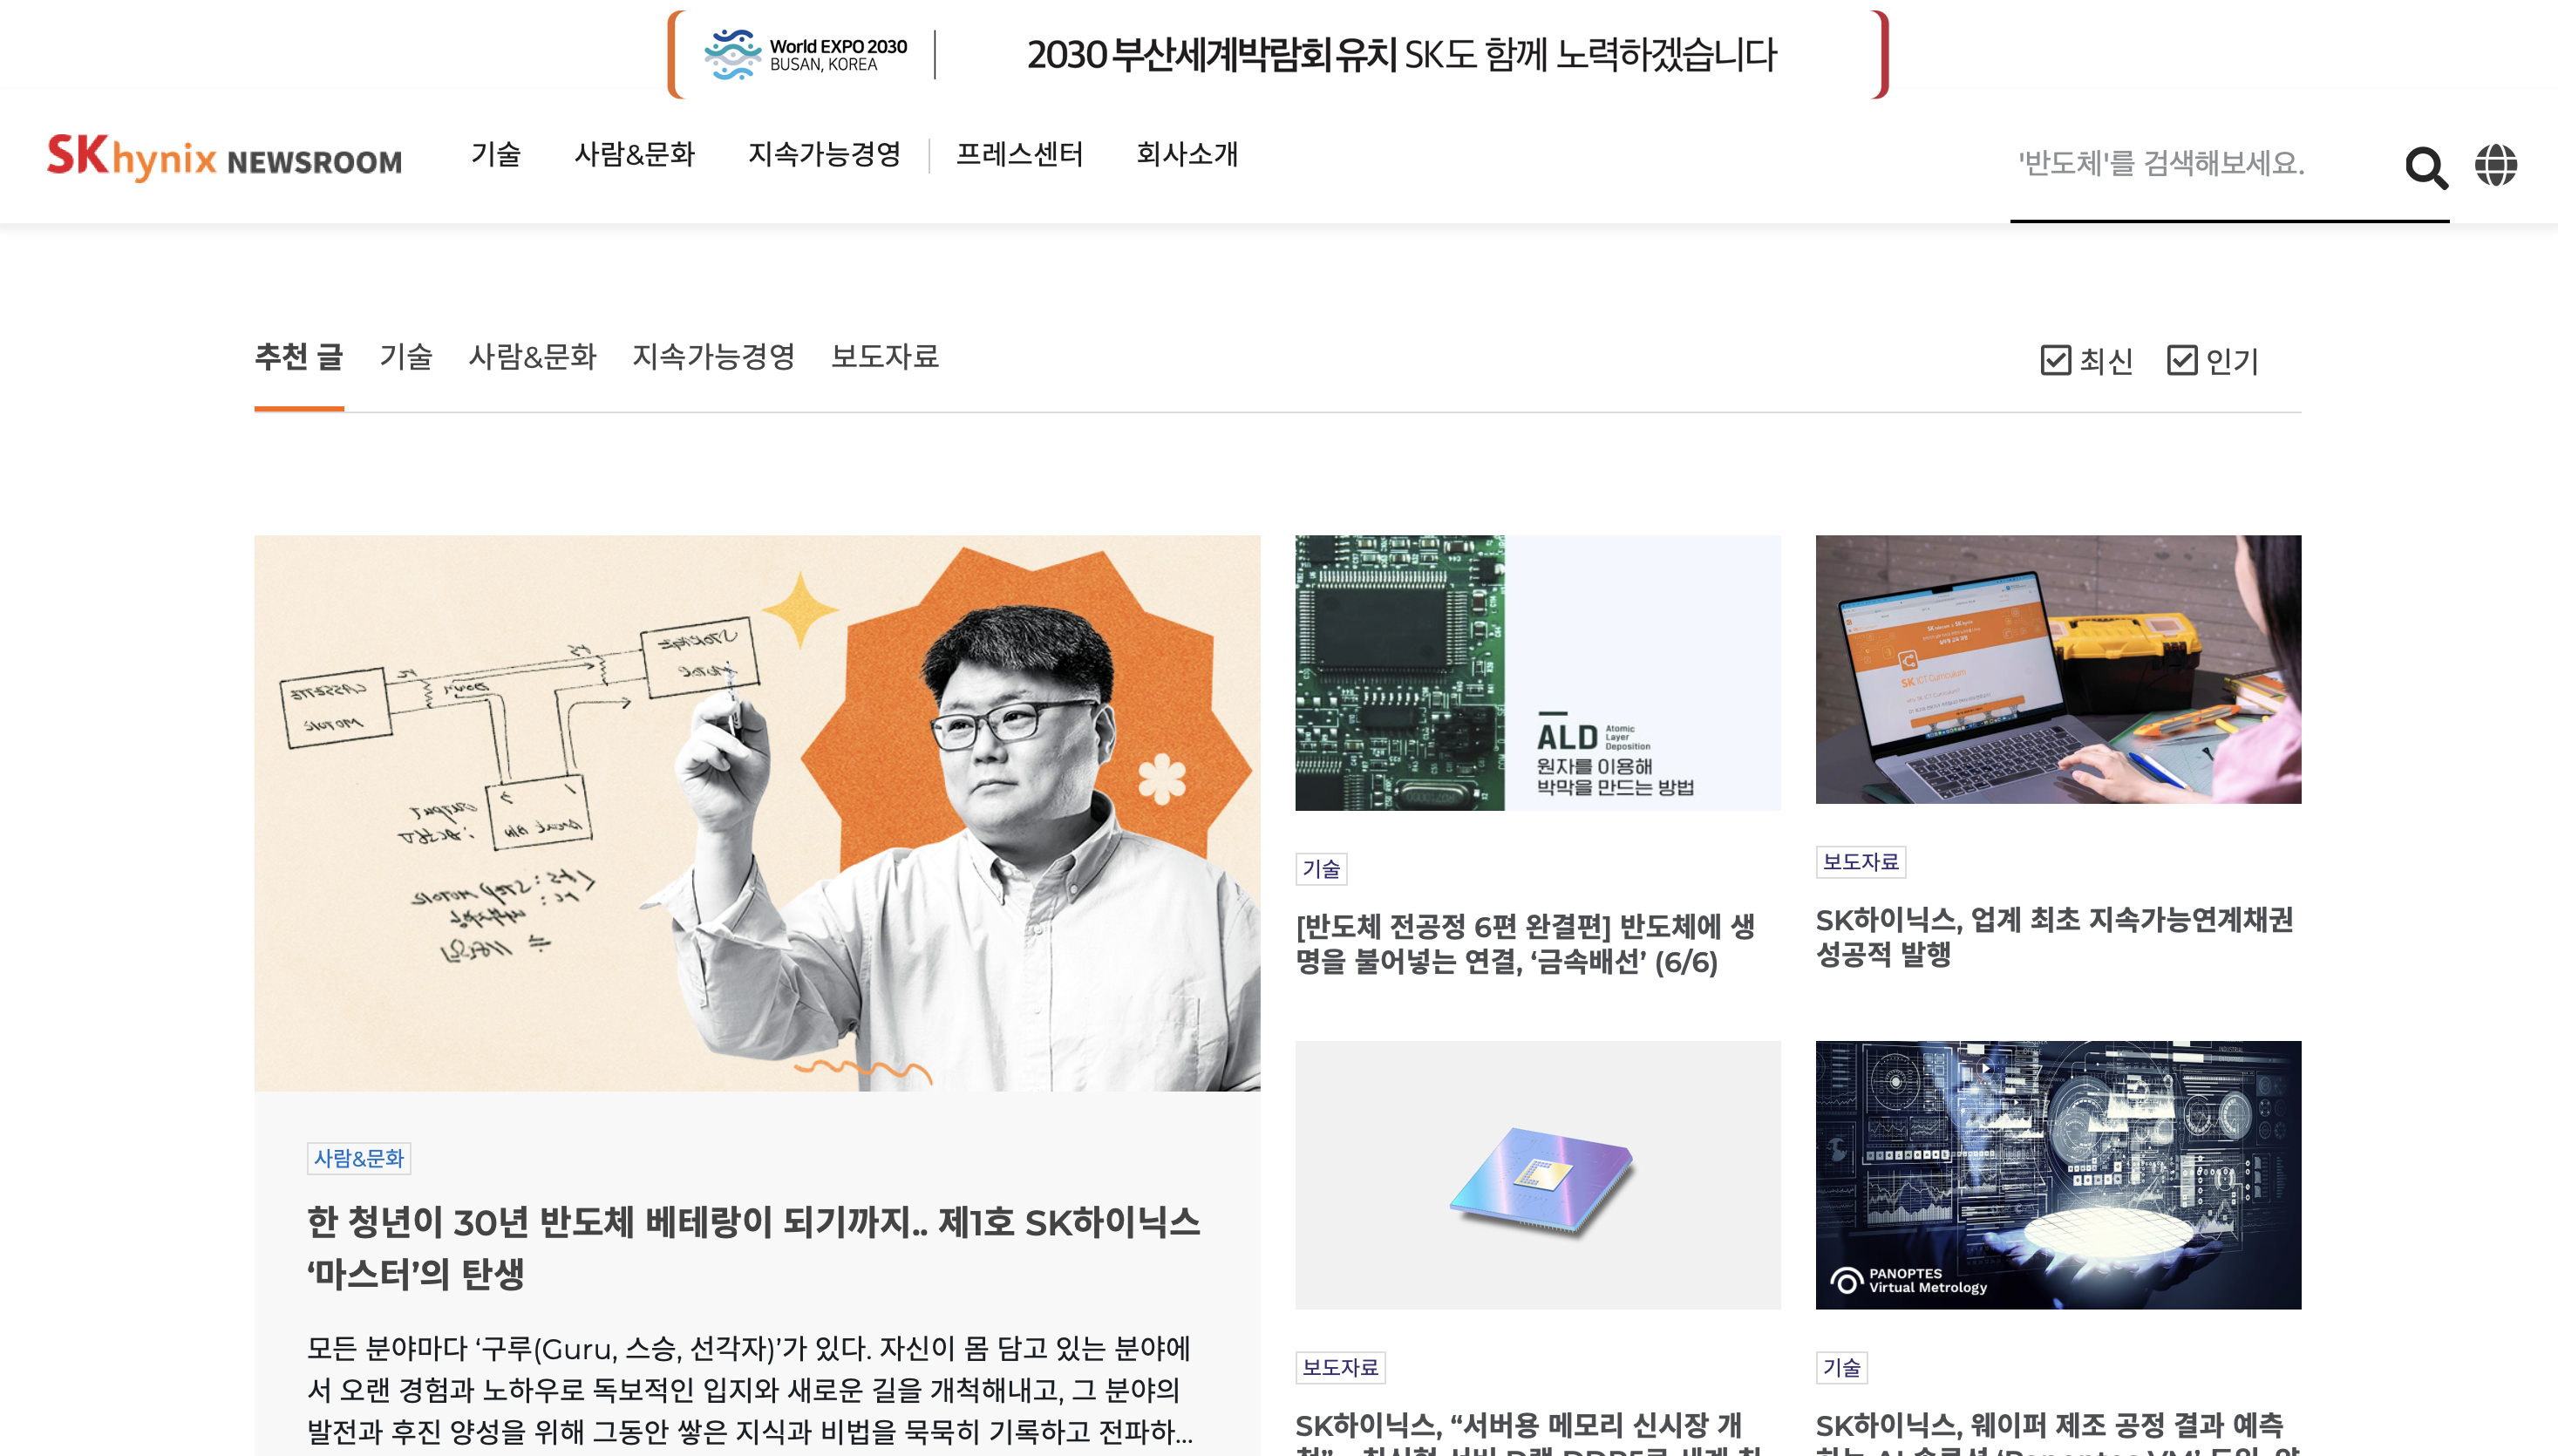 World EXPO 2030
BUSAN, KOREA
2030 부산세계박람회 유치 SK도 함께 노력하겠습니다
SK hynix NEWSROOM
기술 사람&문화 지속가능경영 프레스센터 회사소개
'반도체'를 검색해보세요.
추천 글 기술 사람&문화 지속가능경영 보도자료
최신 인기
ALD Atomic Layer Deposition
원자를 이용해
박막을 만드는 방법
기술
[반도체 전공정 6편 완결편] 반도체에 생
명을 불어넣는 연결, ‘금속배선’ (6/6)
SK ICT Curriculum
보도자료
SK하이닉스, 업계 최초 지속가능연계채권
성공적 발행
사람&문화
한 청년이 30년 반도체 베테랑이 되기까지.. 제1호 SK하이닉스
‘마스터’의 탄생
모든 분야마다 ‘구루(Guru, 스승, 선각자)’가 있다. 자신이 몸 담고 있는 분야에
서 오랜 경험과 노하우로 독보적인 입지와 새로운 길을 개척해내고, 그 분야의
발전과 후진 양성을 위해 그동안 쌓은 지식과 비법을 묵묵히 기록하고 전파하...
보도자료
SK하이닉스, “서버용 메모리 신시장 개
PANOPTES
Virtual Metrology
기술
SK하이닉스, 웨이퍼 제조 공정 결과 예측